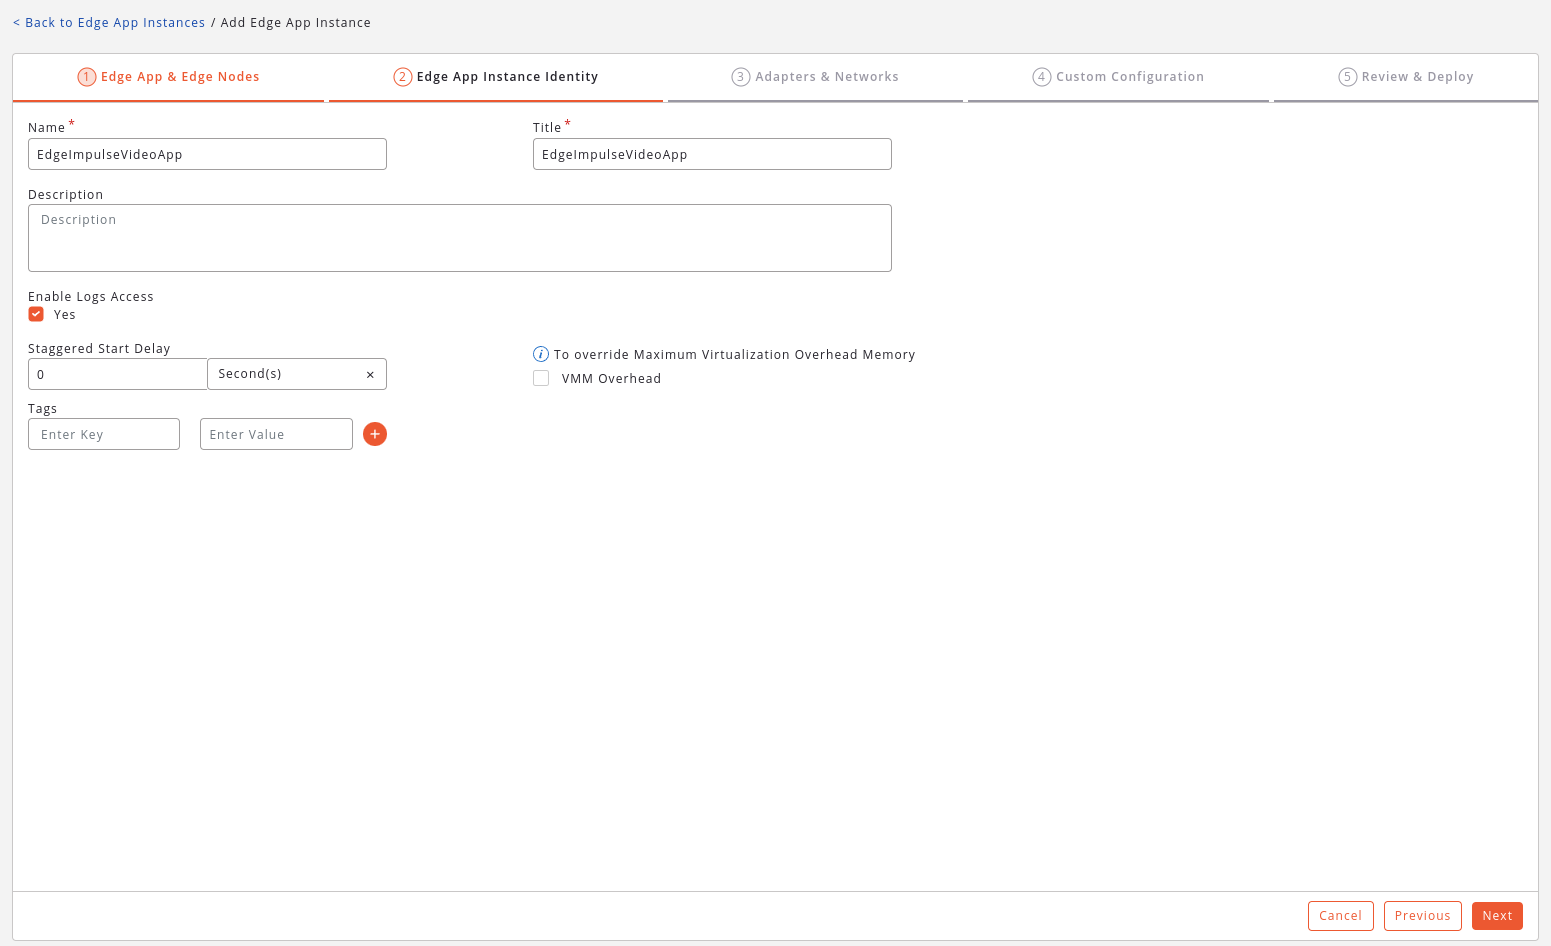 < Back to Edge App Instances / Add Edge App Instance
1 Edge App & Edge Nodes
2 Edge App Instance Identity
3 Adapters & Networks
4 Custom Configuration
5 Review & Deploy
Name *
Title *
EdgeImpulseVideoApp
EdgeImpulseVideoApp
Description
Description
Enable Logs Access
Yes
Staggered Start Delay
0
Second(s) ×
i To override Maximum Virtualization Overhead Memory
VMM Overhead
Tags
Enter Key
Enter Value
+
Cancel
Previous
Next